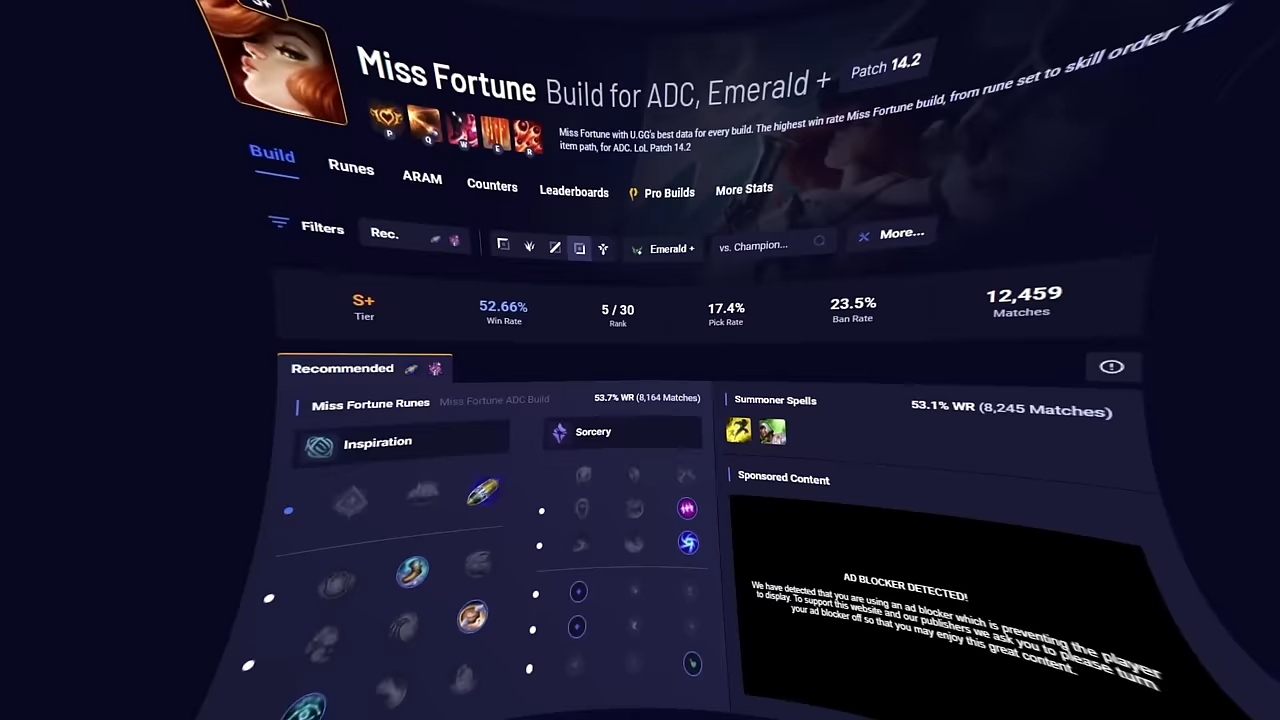 S+
Miss Fortune Build for ADC, Emerald +
Patch 14.2
P Q W E R
Miss Fortune with U.GG's best data for every build. The highest win rate Miss Fortune build, from rune set to skill order to
item path, for ADC. LoL Patch 14.2
Build Runes ARAM Counters Leaderboards Pro Builds More Stats
Filters Rec. Emerald + vs. Champion... More...
S+ 52.66% 5 / 30 17.4% 23.5% 12,459
Tier Win Rate Rank Pick Rate Ban Rate Matches
Recommended
Miss Fortune Runes Miss Fortune ADC Build 53.7% WR (8,164 Matches)
Inspiration
Sorcery
Summoner Spells 53.1% WR (8,245 Matches)
Sponsored Content
AD BLOCKER DETECTED!
We have detected that you are using an ad blocker which is preventing the player
to display. To support this website and our publishers we ask you to please turn
your ad blocker off so that you may enjoy this great content.